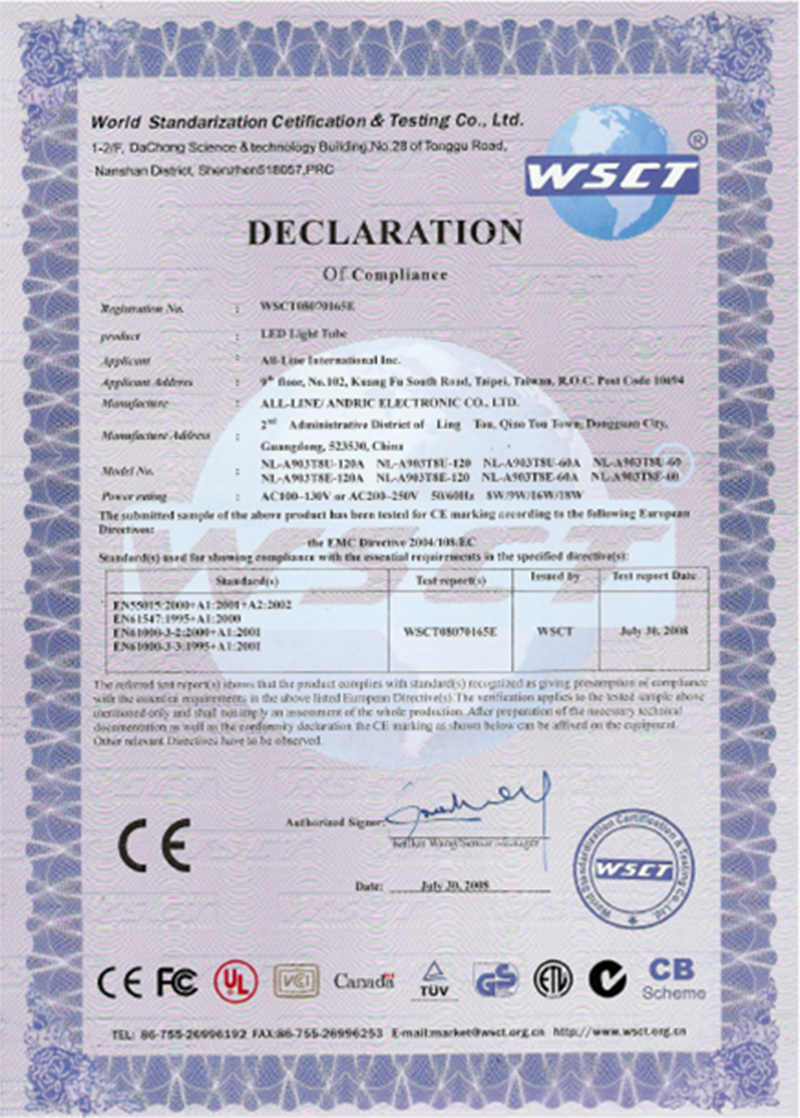 World Standarization Cetification & Testing Co., Ltd.
1-2/F, DaChong Science & technology Building,No.28 of Tonggu Road,
Nanshan District, Shenzhen518057,PRC
WSCT ®
DECLARATION
Of Compliance
Registration No. : WSCT08070165E
product : LED Light Tube
Applicant : All-Line International Inc.
Applicant Address : 9th floor, No.102, Kuang Fu South Road, Taipei, Taiwan, R.O.C. Post Code 10694
Manufacture : ALL-LINE/ ANDRIC ELECTRONIC CO., LTD.
Manufacture Address : 2nd Administrative District of Ling Tou, Qiao Tou Town, Dongguan City,
Guangdong, 523530, China
Model No. : NL-A903T8U-120A NL-A903T8U-120 NL-A903T8U-60A NL-A903T8U-60
NL-A903T8E-120A NL-A903T8E-120 NL-A903T8E-60A NL-A903T8E-60
Power rating : AC100-130V or AC200-250V 50/60Hz 8W/9W/16W/18W
The submitted sample of the above product has been tested for CE marking according to the following European
Directives:
the EMC Directive 2004/108/EC
Standard(s) used for showing compliance with the essential requirements in the specified directive(s):
Standard(s) Test report(s) Issued by Test report Date
EN55015:2000+A1:2001+A2:2002
EN61547:1995+A1:2000
EN61000-3-2:2000+A1:2001
EN61000-3-3:1995+A1:2001
WSCT08070165E WSCT July 30, 2008
The referred test report(s) shows that the product complies with standard(s) recognized as giving presumption of compliance
with the essential requirements in the above listed European Directive(s).The verification applies to the tested sample above
mentioned only and shall not imply an assessment of the whole production. After preparation of the necessary technical
documentation as well as the conformity declaration the CE marking as shown below can be affixed on the equipment.
Other relevant Directives have to be observed.
CE
Authorized Signer:
Wang/Senior Manager
Date: July 30, 2008
World Standarization Certification & Testing Co., Ltd.
WSCT
CE FC UL VCI Canada TÜV GS ETL CB
Scheme
TEL: 86-755-26996192 FAX:86-755-26996253 E-mail:market@wsct.org.cn http://www.wsct.org.cn